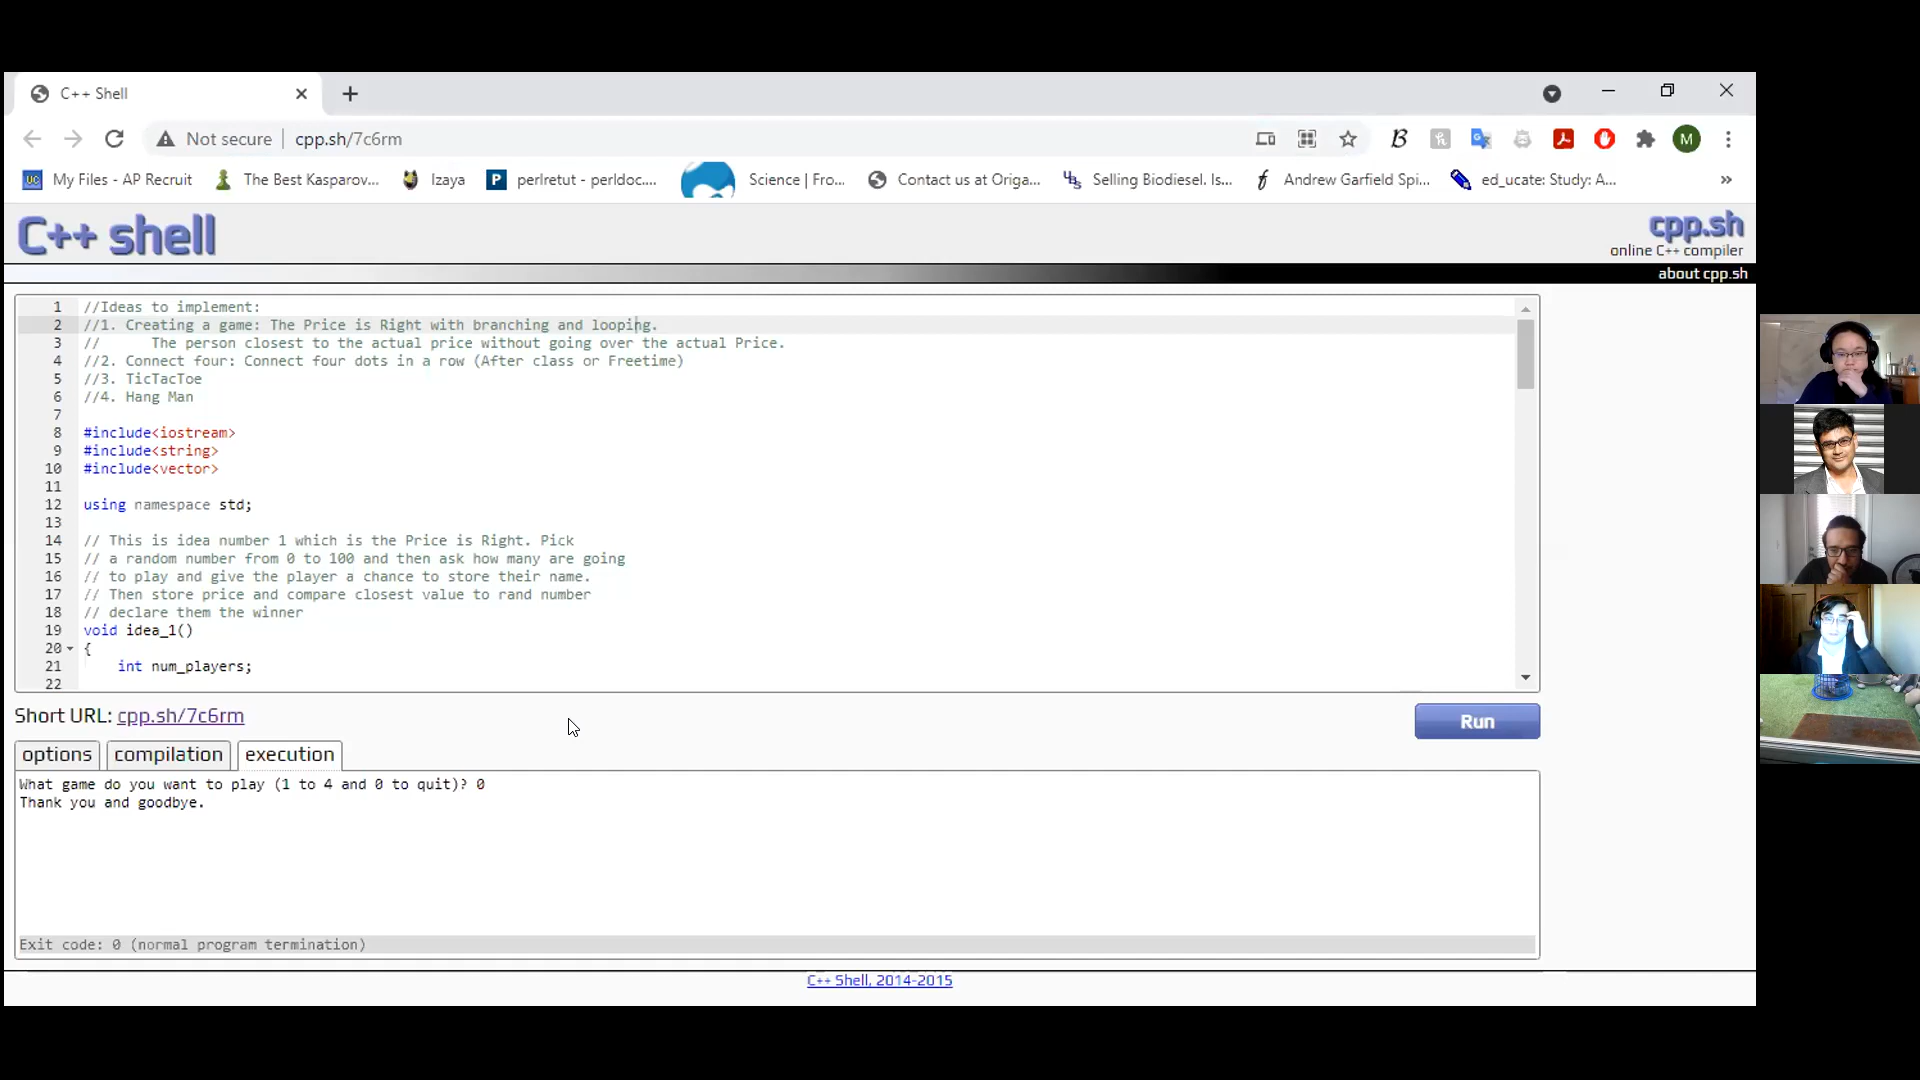 C++ Shell
Not secure
cpp.sh/7c6rm
M
UC
My Files - AP Recruit
The Best Kasparov...
Izaya
P
perlretut - perldoc....
Science | Fro...
Contact us at Origa...
Selling Biodiesel. Is...
Andrew Garfield Spi...
ed_ucate: Study: A...
»
C++ shell
cpp.sh
online C++ compiler
about cpp.sh
1 //Ideas to implement:
2 //1. Creating a game: The Price is Right with branching and looping.
3 // The person closest to the actual price without going over the actual Price.
4 //2. Connect four: Connect four dots in a row (After class or Freetime)
5 //3. TicTacToe
6 //4. Hang Man
7
8 #include<iostream>
9 #include<string>
10 #include<vector>
11
12 using namespace std;
13
14 // This is idea number 1 which is the Price is Right. Pick
15 // a random number from 0 to 100 and then ask how many are going
16 // to play and give the player a chance to store their name.
17 // Then store price and compare closest value to rand number
18 // declare them the winner
19 void idea_1()
20 {
21 int num_players;
22
Short URL: cpp.sh/7c6rm
Run
options
compilation
execution
What game do you want to play (1 to 4 and 0 to quit)? 0
Thank you and goodbye.
Exit code: 0 (normal program termination)
C++ Shell, 2014-2015